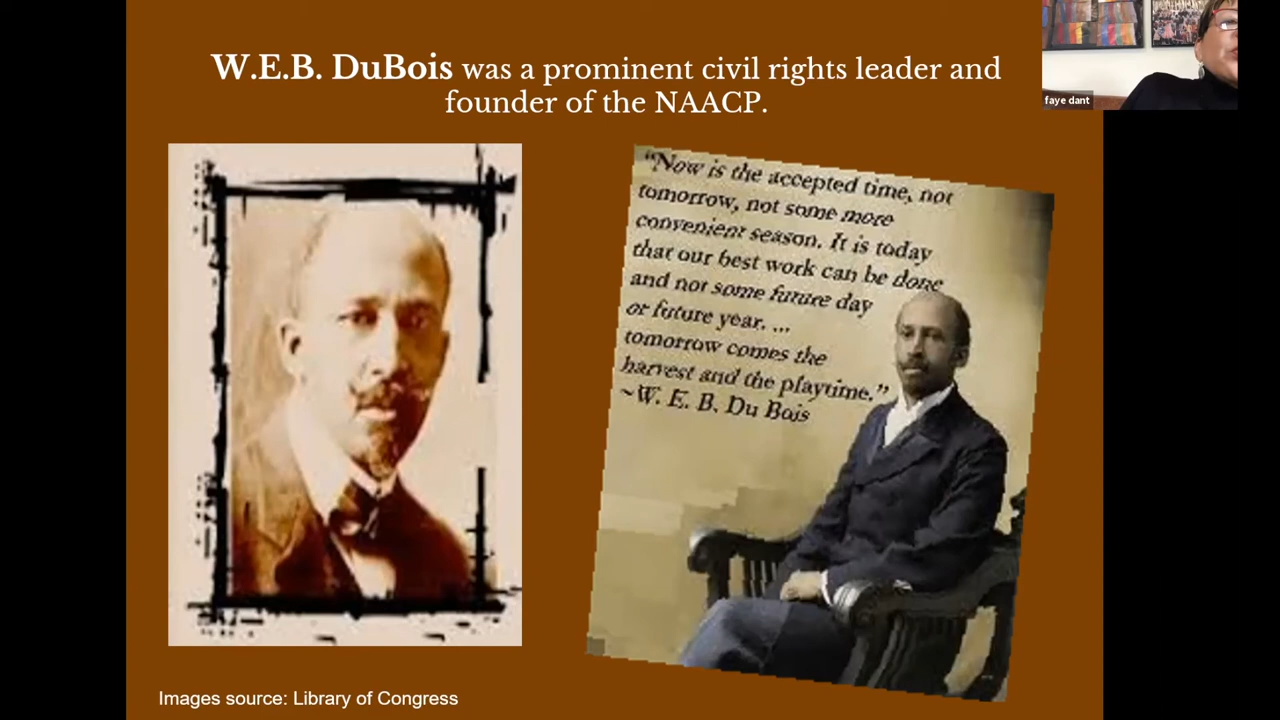 W.E.B. DuBois was a prominent civil rights leader and
founder of the NAACP.
faye dant
“Now is the accepted time, not
tomorrow, not some more
convenient season. It is today
that our best work can be done
and not some future day
or future year. ...
tomorrow comes the
harvest and the playtime.”
~W. E. B. Du Bois
Images source: Library of Congress